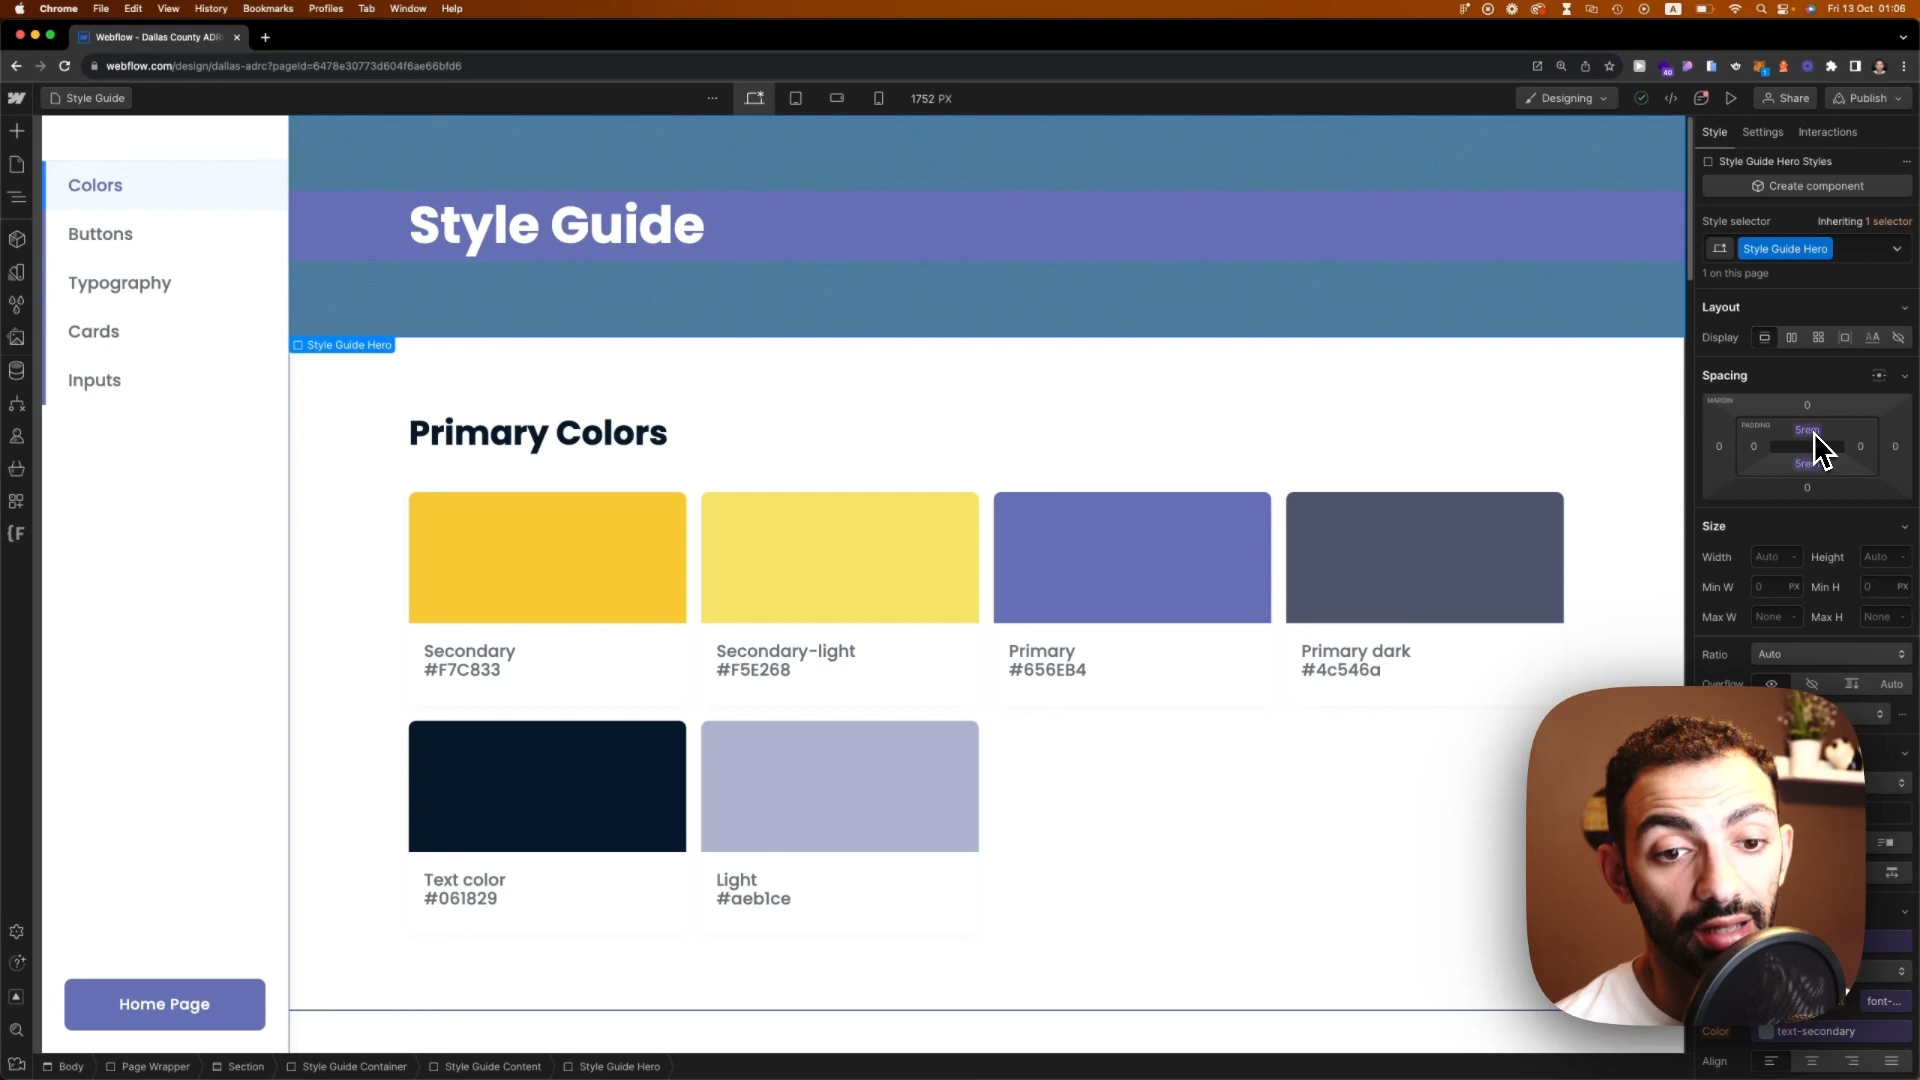 Chrome File Edit View History Bookmarks Profiles Tab Window Help
A
Fri 13 Oct 01:06
Webflow - Dallas County ADR
webflow.com/design/dallas-adrc?pageId=6478e30773d604f6ae66bfd6
40
1
Style Guide
1752 PX
Designing
Share
Publish
Colors
Buttons
Typography
Cards
Inputs
Home Page
Style Guide
Style Guide Hero
Primary Colors
Secondary
#F7C833
Secondary-light
#F5E268
Primary
#656EB4
Primary dark
#4c546a
Text color
#061829
Light
#aeb1ce
Style Settings Interactions
Style Guide Hero Styles
Create component
Style selector Inheriting 1 selector
Style Guide Hero
1 on this page
Layout
Display
Spacing
MARGIN
0
PADDING
5rem
0 0 0 0
0
Size
Width Auto - Height Auto -
Min W 0 PX Min H 0 PX
Max W None - Max H None -
Ratio Auto
Overflow Auto
font-...
Color text-secondary
Align
Body Page Wrapper Section Style Guide Container Style Guide Content Style Guide Hero